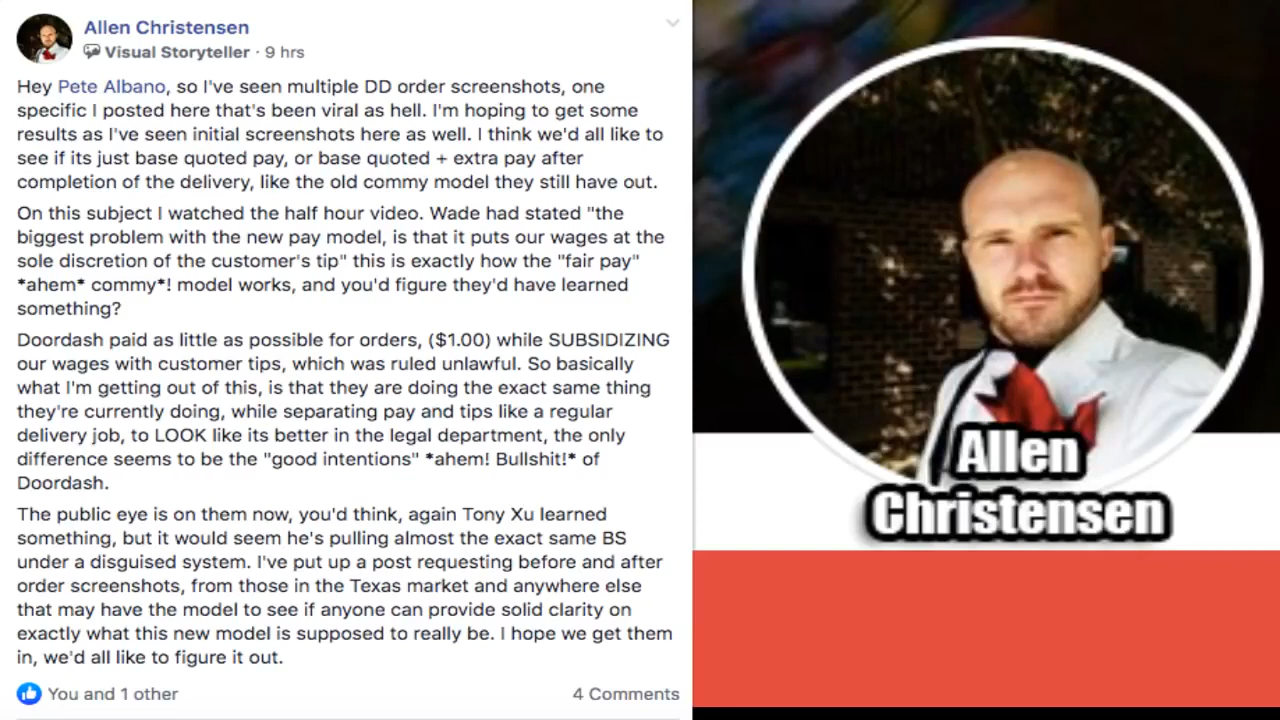 Allen Christensen
Visual Storyteller · 9 hrs
Hey Pete Albano, so I've seen multiple DD order screenshots, one
specific I posted here that's been viral as hell. I'm hoping to get some
results as I've seen initial screenshots here as well. I think we'd all like to
see if its just base quoted pay, or base quoted + extra pay after
completion of the delivery, like the old commy model they still have out.
On this subject I watched the half hour video. Wade had stated "the
biggest problem with the new pay model, is that it puts our wages at the
sole discretion of the customer's tip" this is exactly how the "fair pay"
*ahem* commy*! model works, and you'd figure they'd have learned
something?
Doordash paid as little as possible for orders, ($1.00) while SUBSIDIZING
our wages with customer tips, which was ruled unlawful. So basically
what I'm getting out of this, is that they are doing the exact same thing
they're currently doing, while separating pay and tips like a regular
delivery job, to LOOK like its better in the legal department, the only
difference seems to be the "good intentions" *ahem! Bullshit!* of
Doordash.
The public eye is on them now, you'd think, again Tony Xu learned
something, but it would seem he's pulling almost the exact same BS
under a disguised system. I've put up a post requesting before and after
order screenshots, from those in the Texas market and anywhere else
that may have the model to see if anyone can provide solid clarity on
exactly what this new model is supposed to really be. I hope we get them
in, we'd all like to figure it out.
You and 1 other
4 Comments
Allen
Christensen